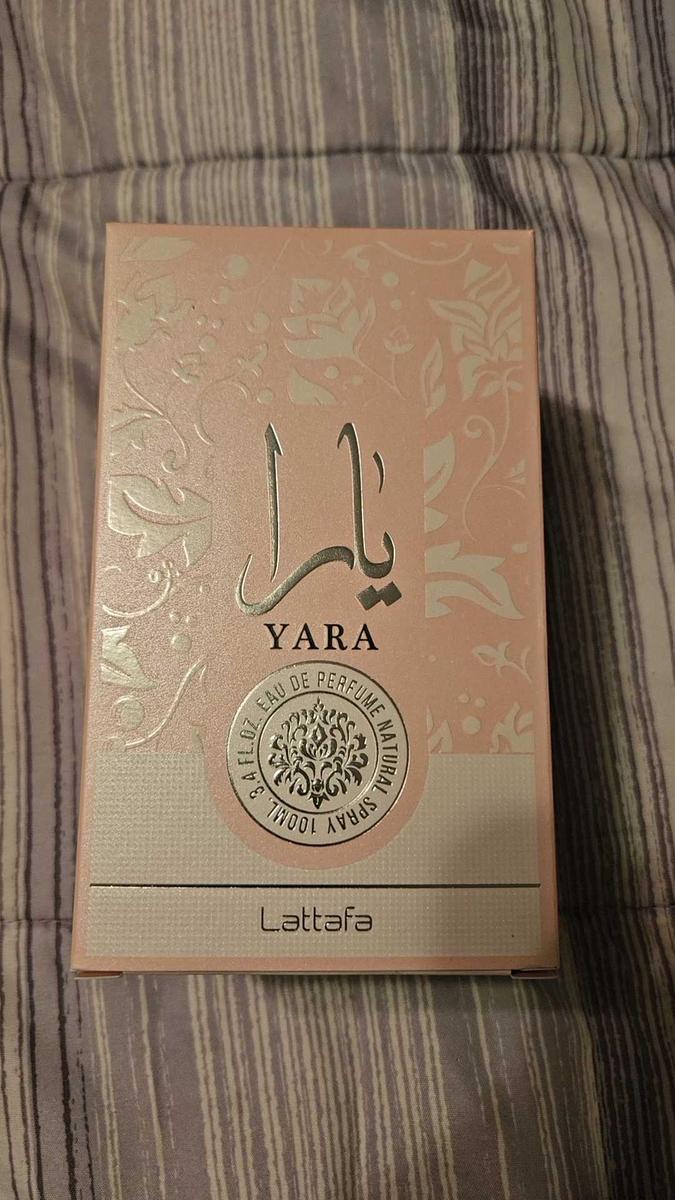 يارا
YARA
EAU DE PERFUME NATURAL SPRAY 100ML. 3.4 FL.OZ.
Lattafa